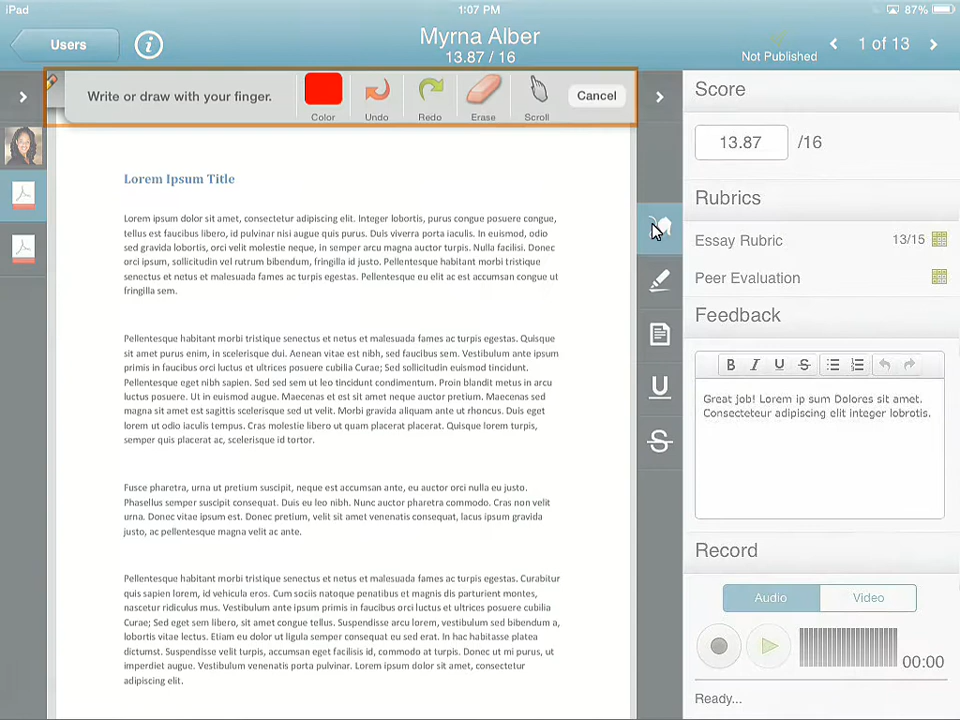 iPad
1:07 PM
87%
Users
Myrna Alber
13.87 / 16
Not Published
1 of 13
Write or draw with your finger.
Color
Undo
Redo
Erase
Scroll
Cancel
Lorem Ipsum Title
Lorem ipsum dolor sit amet, consectetur adipiscing elit. Integer lobortis, purus congue posuere congue,
tellus est faucibus libero, id pulvinar nisi augue quis purus. Duis viverra porta iaculis. In euismod, odio
sed gravida lobortis, orci velit molestie neque, in semper arcu magna auctor turpis. Nulla facilisi. Donec
orci ipsum, sollicitudin vel rutrum bibendum, fringilla id justo. Pellentesque habitant morbi tristique
senectus et netus et malesuada fames ac turpis egestas. Pellentesque eu elit ac est accumsan congue ut
fringilla sem.
Pellentesque habitant morbi tristique senectus et netus et malesuada fames ac turpis egestas. Quisque
sit amet purus enim, in scelerisque dui. Aenean vitae est nibh, sed faucibus sem. Vestibulum ante ipsum
primis in faucibus orci luctus et ultrices posuere cubilia Curae; Sed sollicitudin euismod tincidunt.
Pellentesque eget nibh sapien. Sed sed sem ut leo tincidunt condimentum. Proin blandit metus in arcu
luctus posuere. Ut in euismod augue. Maecenas et est sit amet neque auctor pretium. Maecenas sed
magna sit amet est sagittis scelerisque sed ut velit. Morbi gravida aliquam ante ut rhoncus. Duis eget
lorem ut odio iaculis tempus. Cras molestie libero ut quam placerat placerat. Quisque lorem turpis,
semper quis placerat ac, scelerisque id tortor.
Fusce pharetra, urna ut pretium suscipit, neque est accumsan ante, eu auctor orci nulla eu justo.
Phasellus semper suscipit consequat. Duis eu leo nibh. Nunc auctor pharetra commodo. Cras non velit
urna. Donec vitae ipsum est. Donec pretium, velit sit amet venenatis consequat, lacus ipsum gravida
justo, ac pellentesque magna velit ac ante.
Pellentesque habitant morbi tristique senectus et netus et malesuada fames ac turpis egestas. Curabitur
quis sapien lorem, id vehicula eros. Cum sociis natoque penatibus et magnis dis parturient montes,
nascetur ridiculus mus. Vestibulum ante ipsum primis in faucibus orci luctus et ultrices posuere cubilia
Curae; Sed eget sem libero, sit amet congue tellus. Suspendisse arcu lorem, vestibulum sed bibendum a,
lobortis vitae lectus. Etiam eu dolor ut ligula semper consequat eu sed erat. In hac habitasse platea
dictumst. Suspendisse velit turpis, accumsan eget facilisis id, commodo at turpis. Donec ut mi purus, ut
imperdiet augue. Vestibulum venenatis porta pulvinar. Lorem ipsum dolor sit amet, consectetur
adipiscing elit.
U
S
Score
13.87 /16
Rubrics
Essay Rubric 13/15
Peer Evaluation
Feedback
B I U S
Great job! Lorem ip sum Dolores sit amet.
Consecteteur adipiscing elit integer lobrotis.
Record
Audio
Video
00:00
Ready...